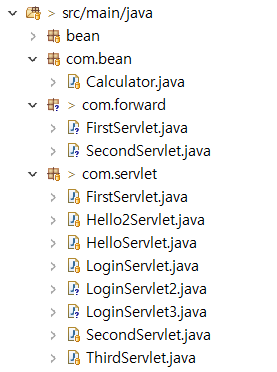 > src/main/java
bean
com.bean
Calculator.java
> com.forward
FirstServlet.java
SecondServlet.java
> com.servlet
FirstServlet.java
Hello2Servlet.java
HelloServlet.java
LoginServlet.java
LoginServlet2.java
LoginServlet3.java
SecondServlet.java
ThirdServlet.java